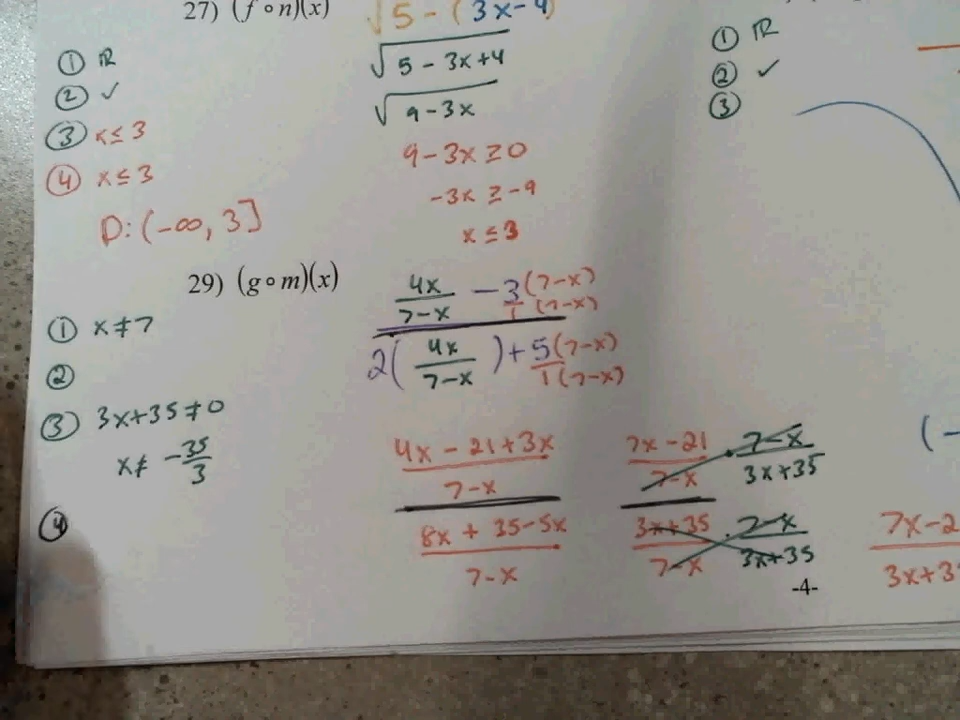 27) (f∘n)(x)
√5 - (3x-4)
① ℝ
√5 - 3x+4
② ✓
√9-3x
③ x≤3
9-3x ≥ 0
④ x≤3
-3x ≥ -9
D: (-∞, 3]
x ≤ 3
① ℝ
② ✓
③
29) (g∘m)(x)
① x≠7
②
③ 3x+35≠0
x≠ -35/3
④
4x/7-x - 3(7-x)/1(7-x)
2(4x/7-x) + 5(7-x)/1(7-x)
4x - 21+3x
7-x
8x + 35-5x
7-x
7x-21/7-x · 7-x/3x+35
3x+35/7-x · 7-x/3x+35
(-
7x-2
3x+3
-4-